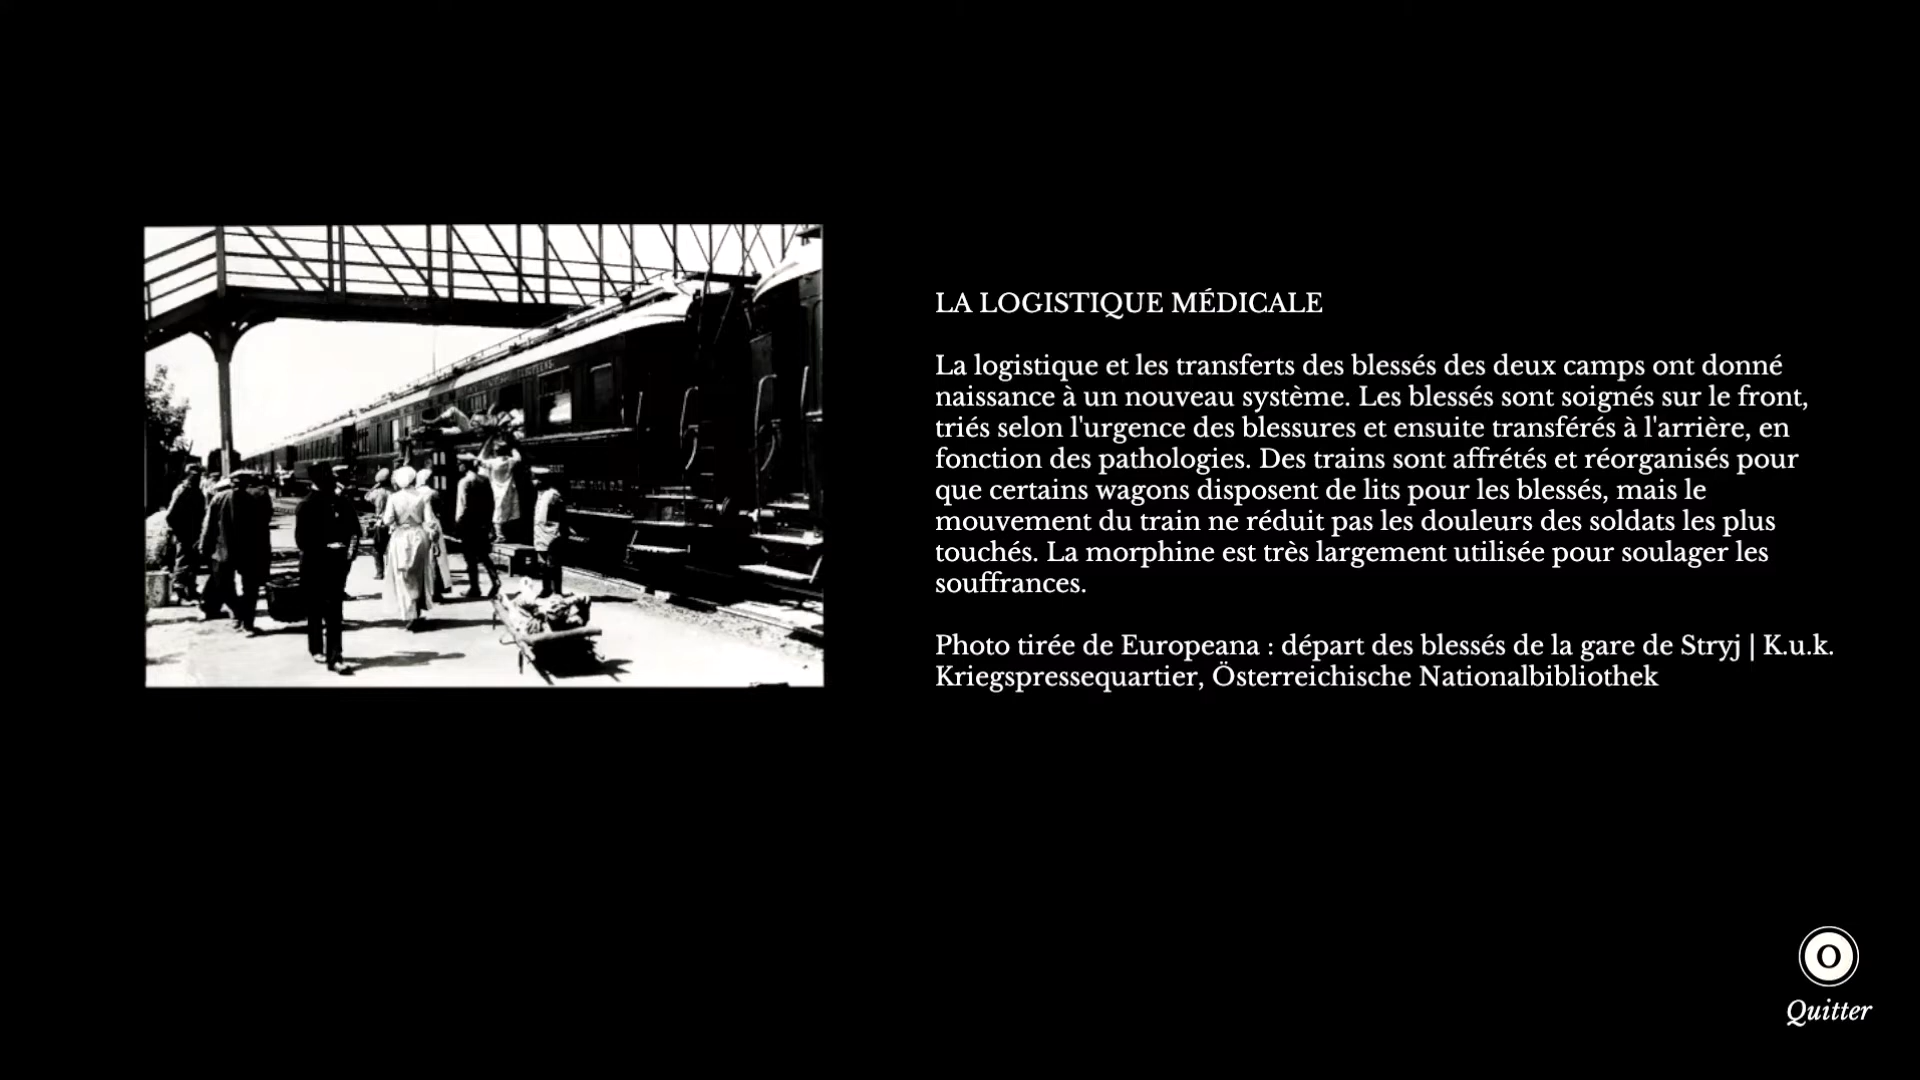 LA LOGISTIQUE MÉDICALE
La logistique et les transferts des blessés des deux camps ont donné
naissance à un nouveau système. Les blessés sont soignés sur le front,
triés selon l'urgence des blessures et ensuite transférés à l'arrière, en
fonction des pathologies. Des trains sont affrétés et réorganisés pour
que certains wagons disposent de lits pour les blessés, mais le
mouvement du train ne réduit pas les douleurs des soldats les plus
touchés. La morphine est très largement utilisée pour soulager les
souffrances.
Photo tirée de Europeana : départ des blessés de la gare de Stryj | K.u.k.
Kriegspressequartier, Österreichische Nationalbibliothek
O
Quitter